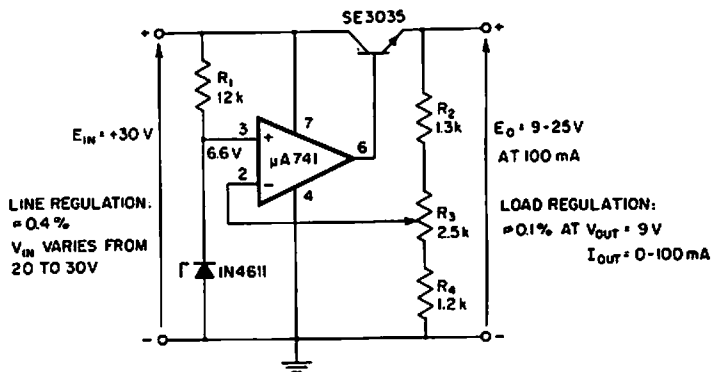 SE3035
+
+
R1
12k
R2
1.3k
EIN = +30 V
7
3
+
6.6V
μA741
6
2
−
4
EO = 9-25V
AT 100 mA
LINE REGULATION:
≈0.4 %
VIN VARIES FROM
20 TO 30V
R3
2.5k
LOAD REGULATION:
≈0.1% AT VOUT = 9V
IOUT = 0-100mA
IN4611
R4
1.2k
−
−